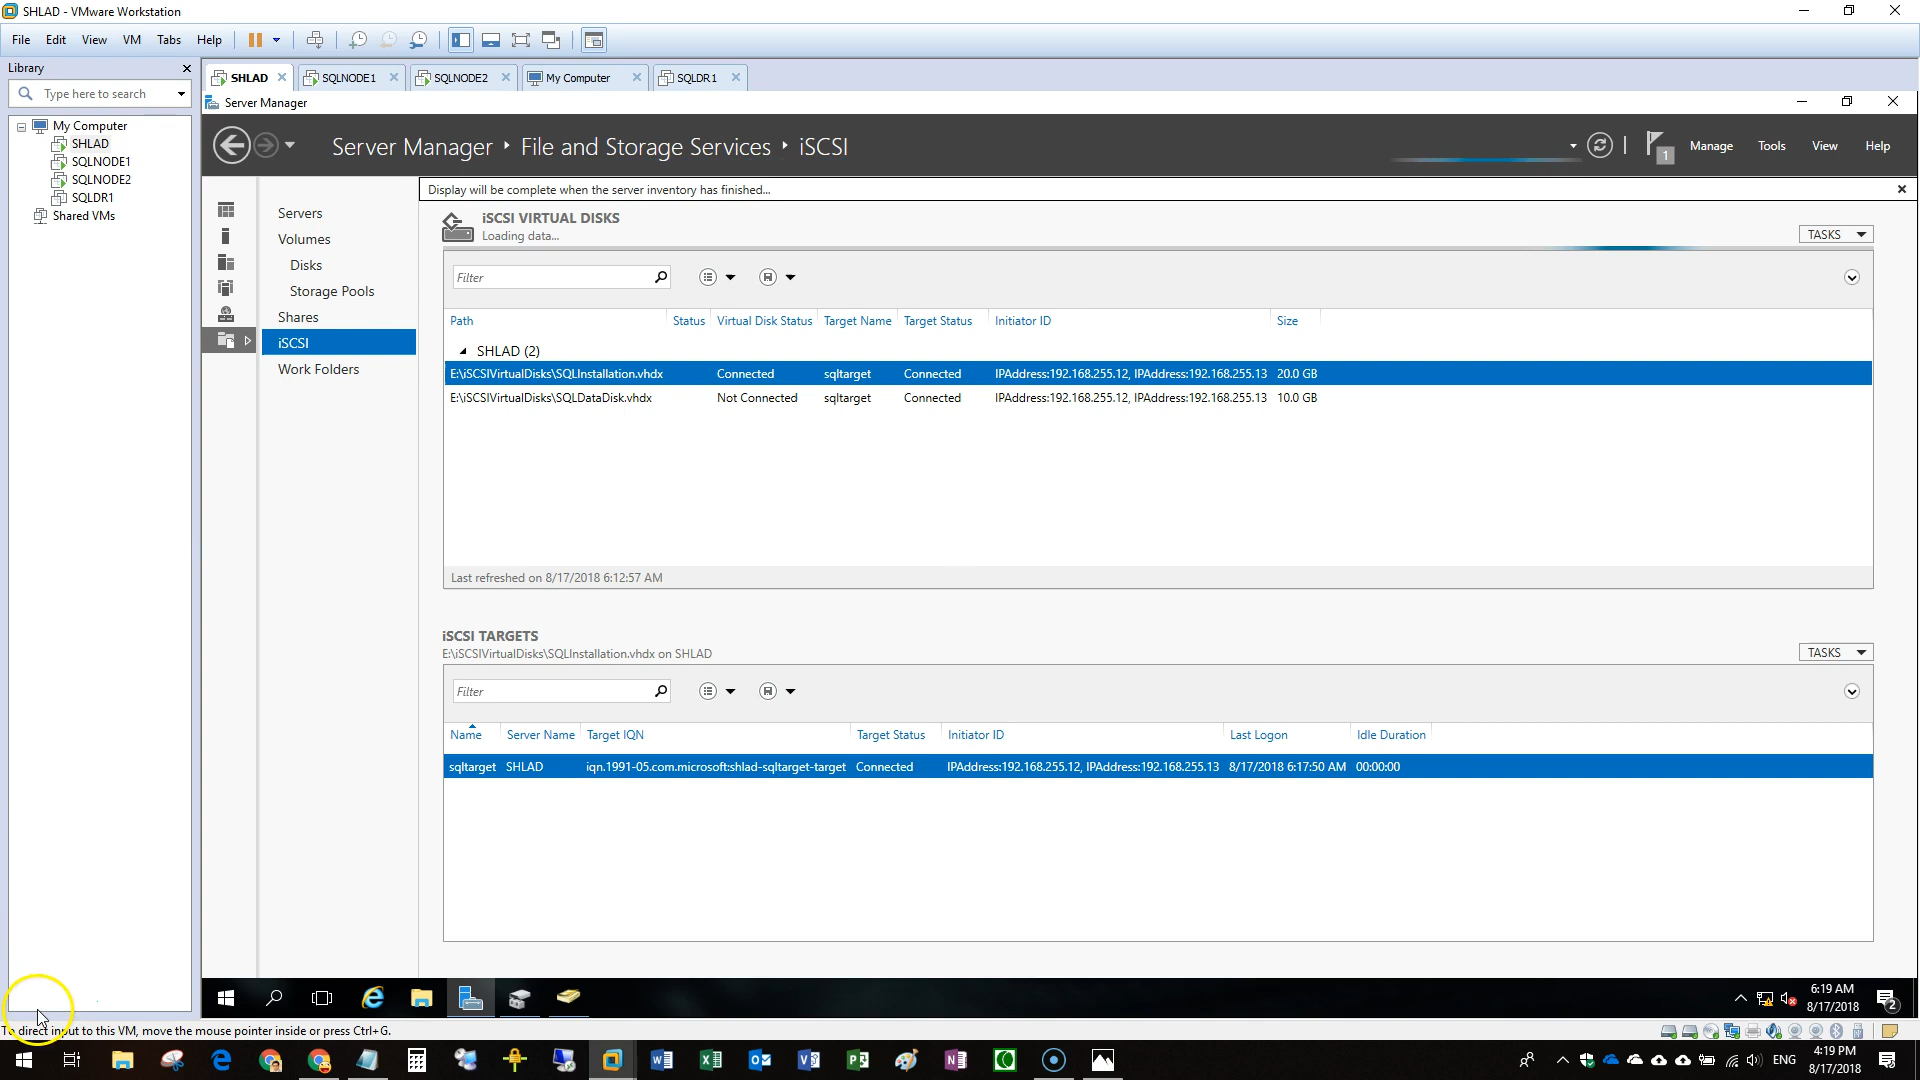 SHLAD - VMware Workstation
File Edit View VM Tabs Help
Library
Type here to search
My Computer
SHLAD
SQLNODE1
SQLNODE2
SQLDR1
Shared VMs
SHLAD SQLNODE1 SQLNODE2 My Computer SQLDR1
Server Manager
Server Manager File and Storage Services iSCSI
1
Manage Tools View Help
Servers
Volumes
Disks
Storage Pools
Shares
iSCSI
Work Folders
Display will be complete when the server inventory has finished...
iSCSI VIRTUAL DISKS
Loading data...
TASKS
Filter
Path Status Virtual Disk Status Target Name Target Status Initiator ID Size
SHLAD (2)
E:\iSCSIVirtualDisks\SQLInstallation.vhdx Connected sqltarget Connected IPAddress:192.168.255.12, IPAddress:192.168.255.13 20.0 GB
E:\iSCSIVirtualDisks\SQLDataDisk.vhdx Not Connected sqltarget Connected IPAddress:192.168.255.12, IPAddress:192.168.255.13 10.0 GB
Last refreshed on 8/17/2018 6:12:57 AM
iSCSI TARGETS
E:\iSCSIVirtualDisks\SQLInstallation.vhdx on SHLAD
TASKS
Filter
Name Server Name Target IQN Target Status Initiator ID Last Logon Idle Duration
sqltarget SHLAD iqn.1991-05.com.microsoft:shlad-sqltarget-target Connected IPAddress:192.168.255.12, IPAddress:192.168.255.13 8/17/2018 6:17:50 AM 00:00:00
6:19 AM
8/17/2018
2
To direct input to this VM, move the mouse pointer inside or press Ctrl+G.
ENG
4:19 PM
8/17/2018